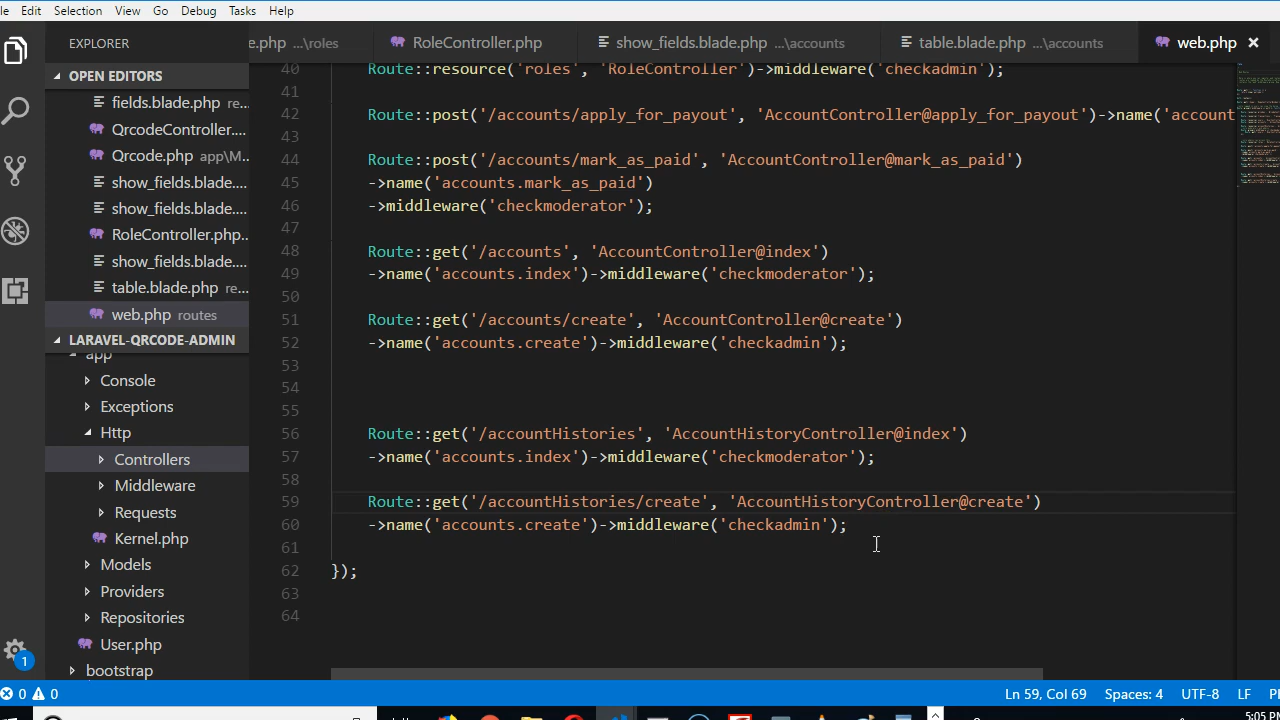 le Edit Selection View Go Debug Tasks Help
EXPLORER
e.php ...\roles RoleController.php show_fields.blade.php ...\accounts table.blade.php ...\accounts web.php
OPEN EDITORS
fields.blade.php re...
QrcodeController....
Qrcode.php app\M...
show_fields.blade....
show_fields.blade....
RoleController.php...
show_fields.blade....
table.blade.php re...
web.php routes
LARAVEL-QRCODE-ADMIN
app
Console
Exceptions
Http
Controllers
Middleware
Requests
Kernel.php
Models
Providers
Repositories
User.php
bootstrap
40 Route::resource('roles', 'RoleController')->middleware('checkadmin');
41
42 Route::post('/accounts/apply_for_payout', 'AccountController@apply_for_payout')->name('account
43
44 Route::post('/accounts/mark_as_paid', 'AccountController@mark_as_paid')
45 ->name('accounts.mark_as_paid')
46 ->middleware('checkmoderator');
47
48 Route::get('/accounts', 'AccountController@index')
49 ->name('accounts.index')->middleware('checkmoderator');
50
51 Route::get('/accounts/create', 'AccountController@create')
52 ->name('accounts.create')->middleware('checkadmin');
53
54
55
56 Route::get('/accountHistories', 'AccountHistoryController@index')
57 ->name('accounts.index')->middleware('checkmoderator');
58
59 Route::get('/accountHistories/create', 'AccountHistoryController@create')
60 ->name('accounts.create')->middleware('checkadmin');
61
62 });
63
64
1
0 0 Ln 59, Col 69 Spaces: 4 UTF-8 LF
5:05 PM